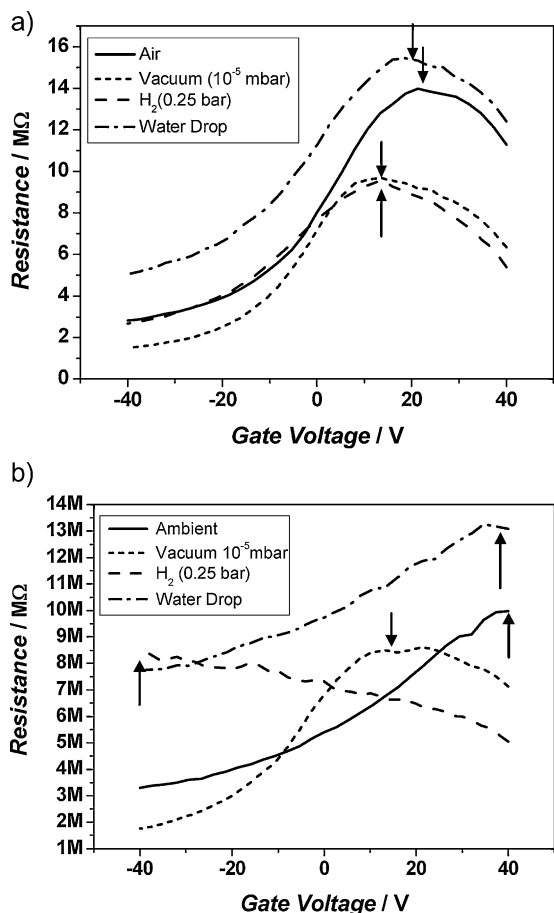 a)
16
14
12
10
8
6
4
2
0
Resistance / MΩ
Air
Vacuum (10⁻⁵ mbar)
H₂(0.25 bar)
Water Drop
-40
-20
0
20
40
Gate Voltage / V
b)
14M
13M
12M
11M
10M
9M
8M
7M
6M
5M
4M
3M
2M
1M
Resistance / MΩ
Ambient
Vacuum 10⁻⁵mbar
H₂ (0.25 bar)
Water Drop
-40
-20
0
20
40
Gate Voltage / V